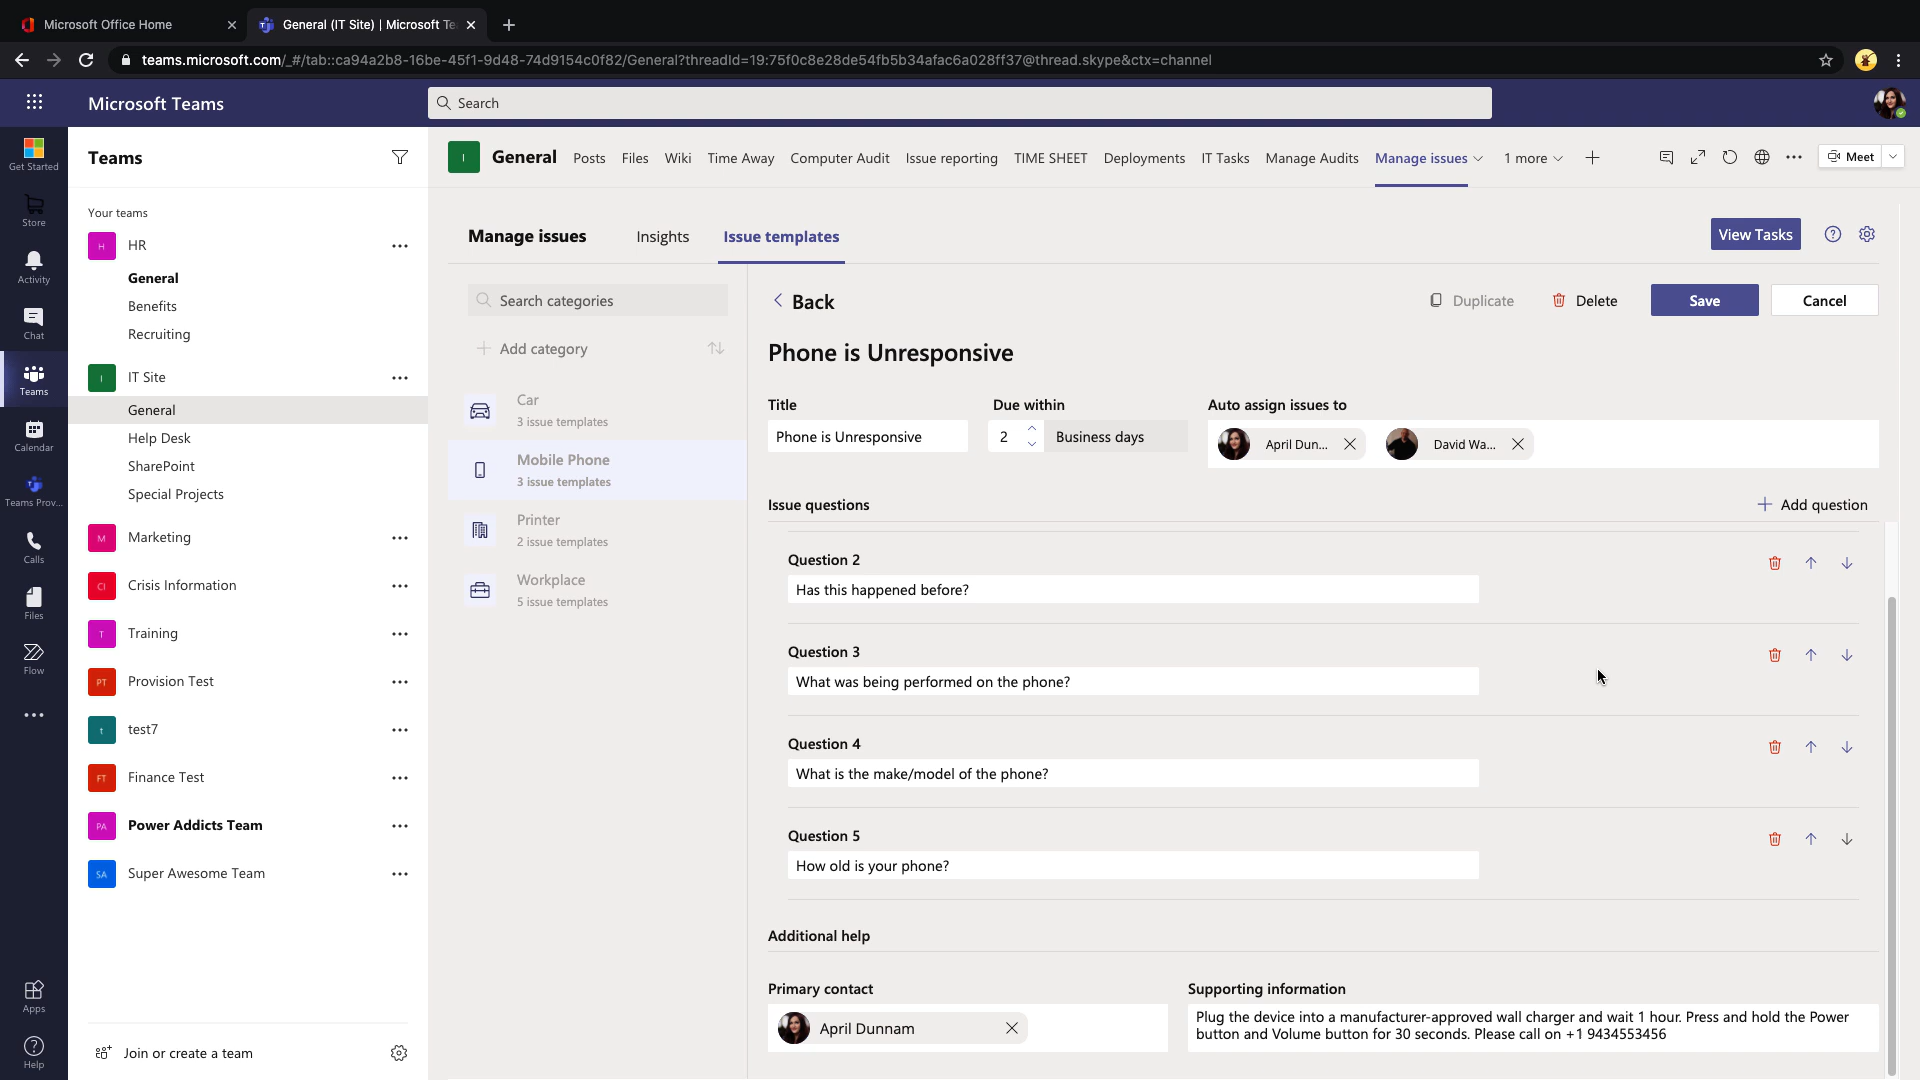 Microsoft Office Home
General (IT Site) | Microsoft Te
teams.microsoft.com/_#/tab::ca94a2b8-16be-45f1-9d48-74d9154c0f82/General?threadId=19:75f0c8e28de54fb5b34afac6a028ff37@thread.skype&ctx=channel
Microsoft Teams
Search
Get Started
Store
Activity
Chat
Teams
Calendar
Teams Prov...
Calls
Files
Flow
Apps
Help
Teams
Your teams
H HR
General
Benefits
Recruiting
I IT Site
General
Help Desk
SharePoint
Special Projects
M Marketing
CI Crisis Information
T Training
PT Provision Test
t test7
FT Finance Test
PA Power Addicts Team
SA Super Awesome Team
Join or create a team
I General Posts Files Wiki Time Away Computer Audit Issue reporting TIME SHEET Deployments IT Tasks Manage Audits Manage issues 1 more Meet
Manage issues Insights Issue templates View Tasks
Search categories
Add category
Car
3 issue templates
Mobile Phone
3 issue templates
Printer
2 issue templates
Workplace
5 issue templates
Back Duplicate Delete Save Cancel
Phone is Unresponsive
Title Due within Auto assign issues to
Phone is Unresponsive 2 Business days April Dun... David Wa...
Issue questions Add question
Question 2
Has this happened before?
Question 3
What was being performed on the phone?
Question 4
What is the make/model of the phone?
Question 5
How old is your phone?
Additional help
Primary contact
April Dunnam
Supporting information
Plug the device into a manufacturer-approved wall charger and wait 1 hour. Press and hold the Power
button and Volume button for 30 seconds. Please call on +1 9434553456